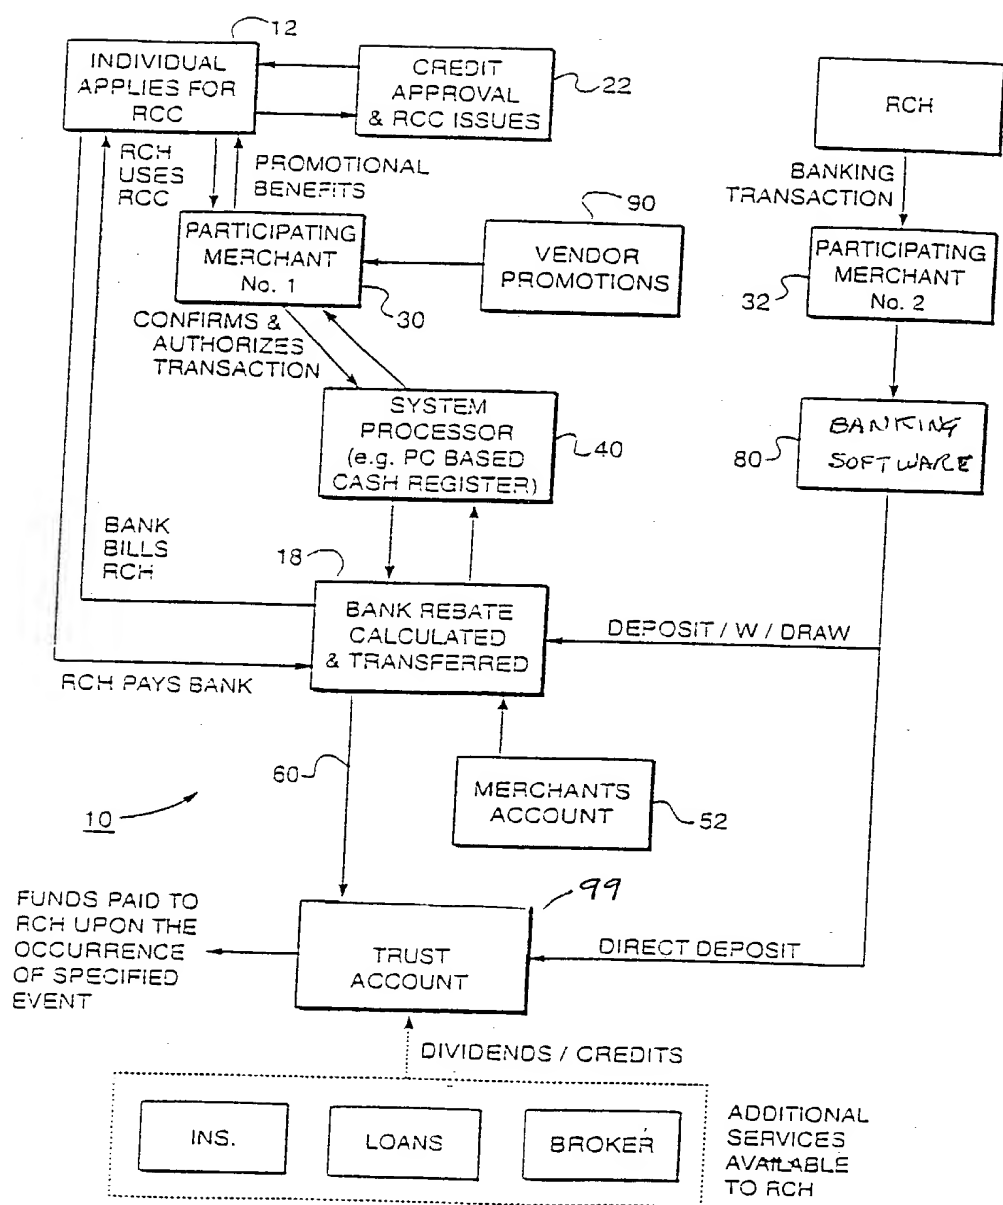 12
INDIVIDUAL
APPLIES FOR
RCC
CREDIT
APPROVAL
& RCC ISSUES
22
RCH
RCH
USES
RCC
PROMOTIONAL
BENEFITS
BANKING
TRANSACTION
90
PARTICIPATING
MERCHANT
No. 1
30
VENDOR
PROMOTIONS
PARTICIPATING
MERCHANT
No. 2
32
CONFIRMS &
AUTHORIZES
TRANSACTION
SYSTEM
PROCESSOR
(e.g. PC BASED
CASH REGISTER)
40
BANKING
SOFTWARE
80
BANK
BILLS
RCH
18
BANK REBATE
CALCULATED
& TRANSFERRED
DEPOSIT / W / DRAW
RCH PAYS BANK
60
MERCHANTS
ACCOUNT
52
10
99
FUNDS PAID TO
RCH UPON THE
OCCURRENCE
OF SPECIFIED
EVENT
TRUST
ACCOUNT
DIRECT DEPOSIT
DIVIDENDS / CREDITS
INS.
LOANS
BROKER
ADDITIONAL
SERVICES
AVAILABLE
TO RCH